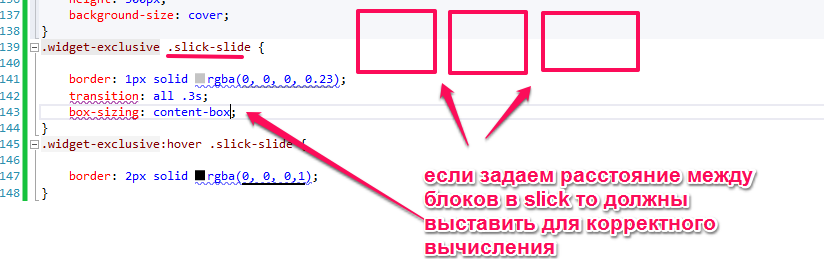 height: 500px;
137 background-size: cover;
138 }
139 .widget-exclusive .slick-slide {
140
141 border: 1px solid rgba(0, 0, 0, 0.23);
142 transition: all .3s;
143 box-sizing: content-box;
144 }
145 .widget-exclusive:hover .slick-slide {
146
147 border: 2px solid rgba(0, 0, 0,1);
148 }
если задаем расстояние между
блоков в slick то должны
выставить для корректного
вычисления